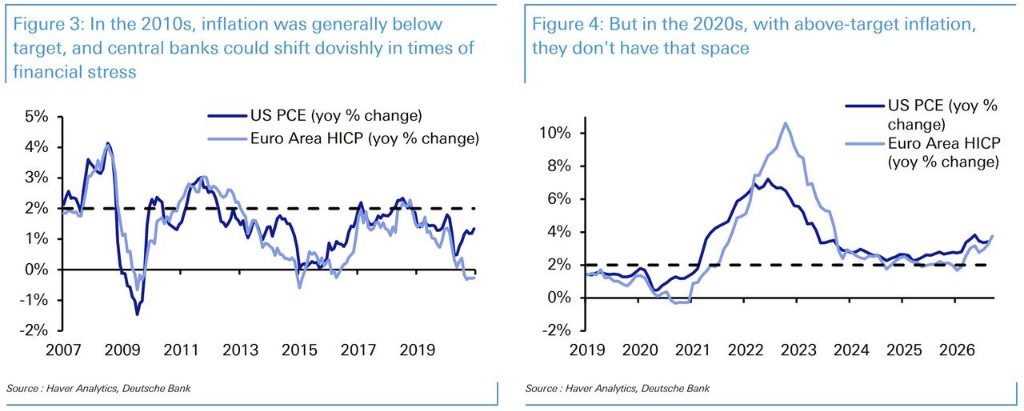 Figure 3: In the 2010s, inflation was generally below
target, and central banks could shift dovishly in times of
financial stress
5%
4%
3%
2%
1%
0%
-1%
-2%
US PCE (yoy % change)
Euro Area HICP (yoy % change)
2007 2009 2011 2013 2015 2017 2019
Source : Haver Analytics, Deutsche Bank
Figure 4: But in the 2020s, with above-target inflation,
they don't have that space
10%
8%
6%
4%
2%
0%
-2%
US PCE (yoy %
change)
Euro Area HICP
(yoy % change)
2019 2020 2021 2022 2023 2024 2025 2026
Source : Haver Analytics, Deutsche Bank